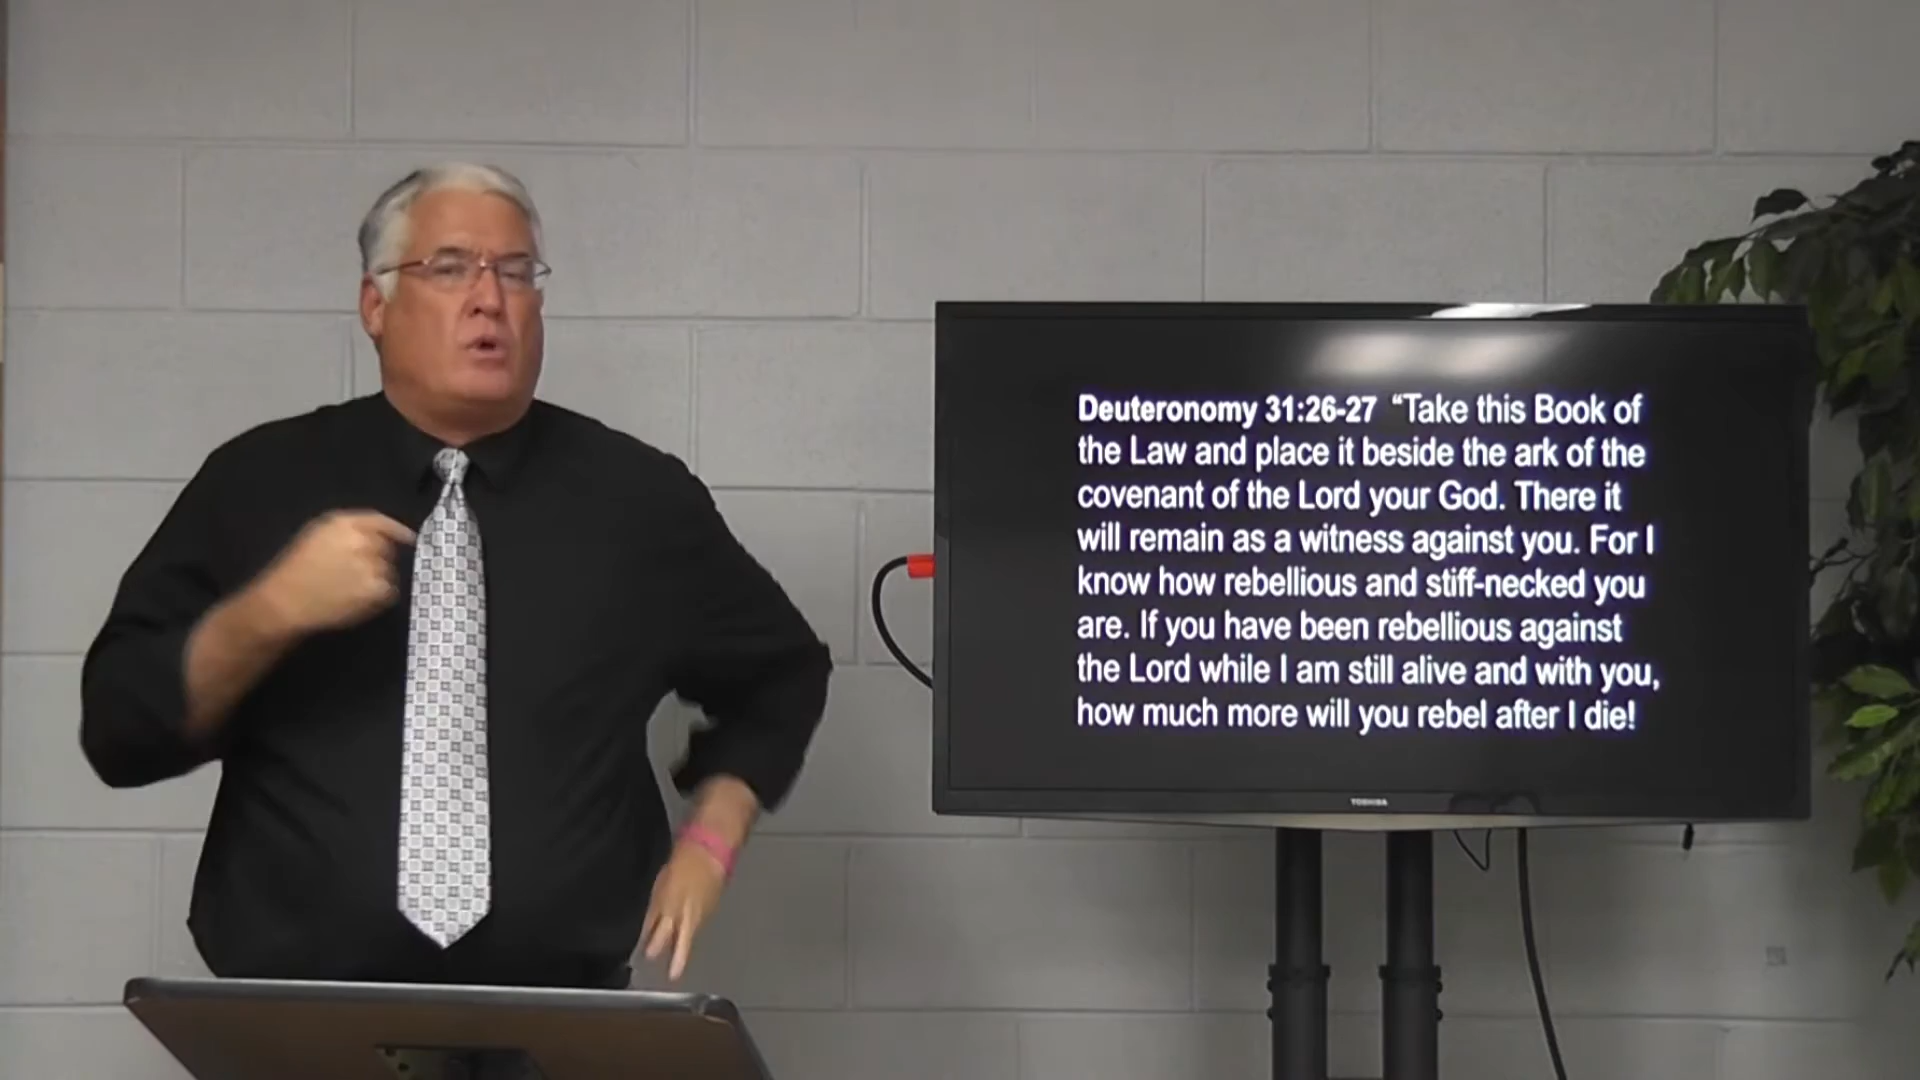 Deuteronomy 31:26-27 “Take this Book of
the Law and place it beside the ark of the
covenant of the Lord your God. There it
will remain as a witness against you. For I
know how rebellious and stiff-necked you
are. If you have been rebellious against
the Lord while I am still alive and with you,
how much more will you rebel after I die!
TOSHIBA